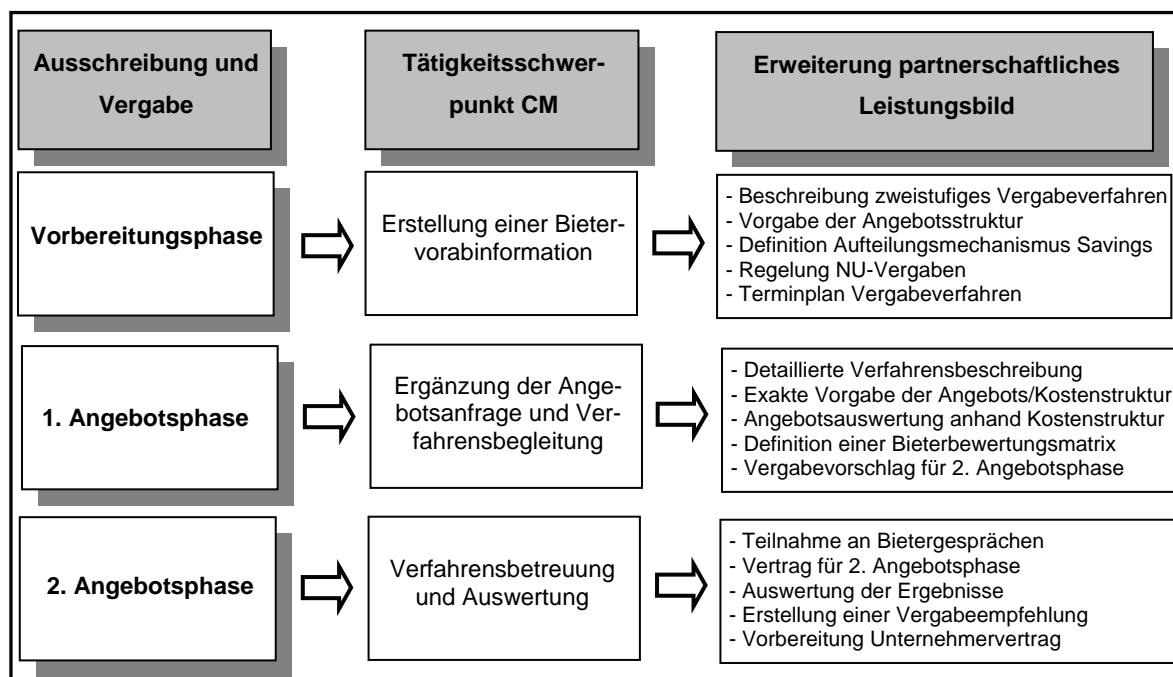 Ausschreibung und
Vergabe
Tätigkeitsschwer-
punkt CM
Erweiterung partnerschaftliches
Leistungsbild
Vorbereitungsphase
Erstellung einer Bieter-
vorabinformation
- Beschreibung zweistufiges Vergabeverfahren
- Vorgabe der Angebotsstruktur
- Definition Aufteilungsmechanismus Savings
- Regelung NU-Vergaben
- Terminplan Vergabeverfahren
1. Angebotsphase
Ergänzung der Ange-
botsanfrage und Ver-
fahrensbegleitung
- Detaillierte Verfahrensbeschreibung
- Exakte Vorgabe der Angebots/Kostenstruktur
- Angebotsauswertung anhand Kostenstruktur
- Definition einer Bieterbewertungsmatrix
- Vergabevorschlag für 2. Angebotsphase
2. Angebotsphase
Verfahrensbetreuung
und Auswertung
- Teilnahme an Bietergesprächen
- Vertrag für 2. Angebotsphase
- Auswertung der Ergebnisse
- Erstellung einer Vergabeempfehlung
- Vorbereitung Unternehmervertrag